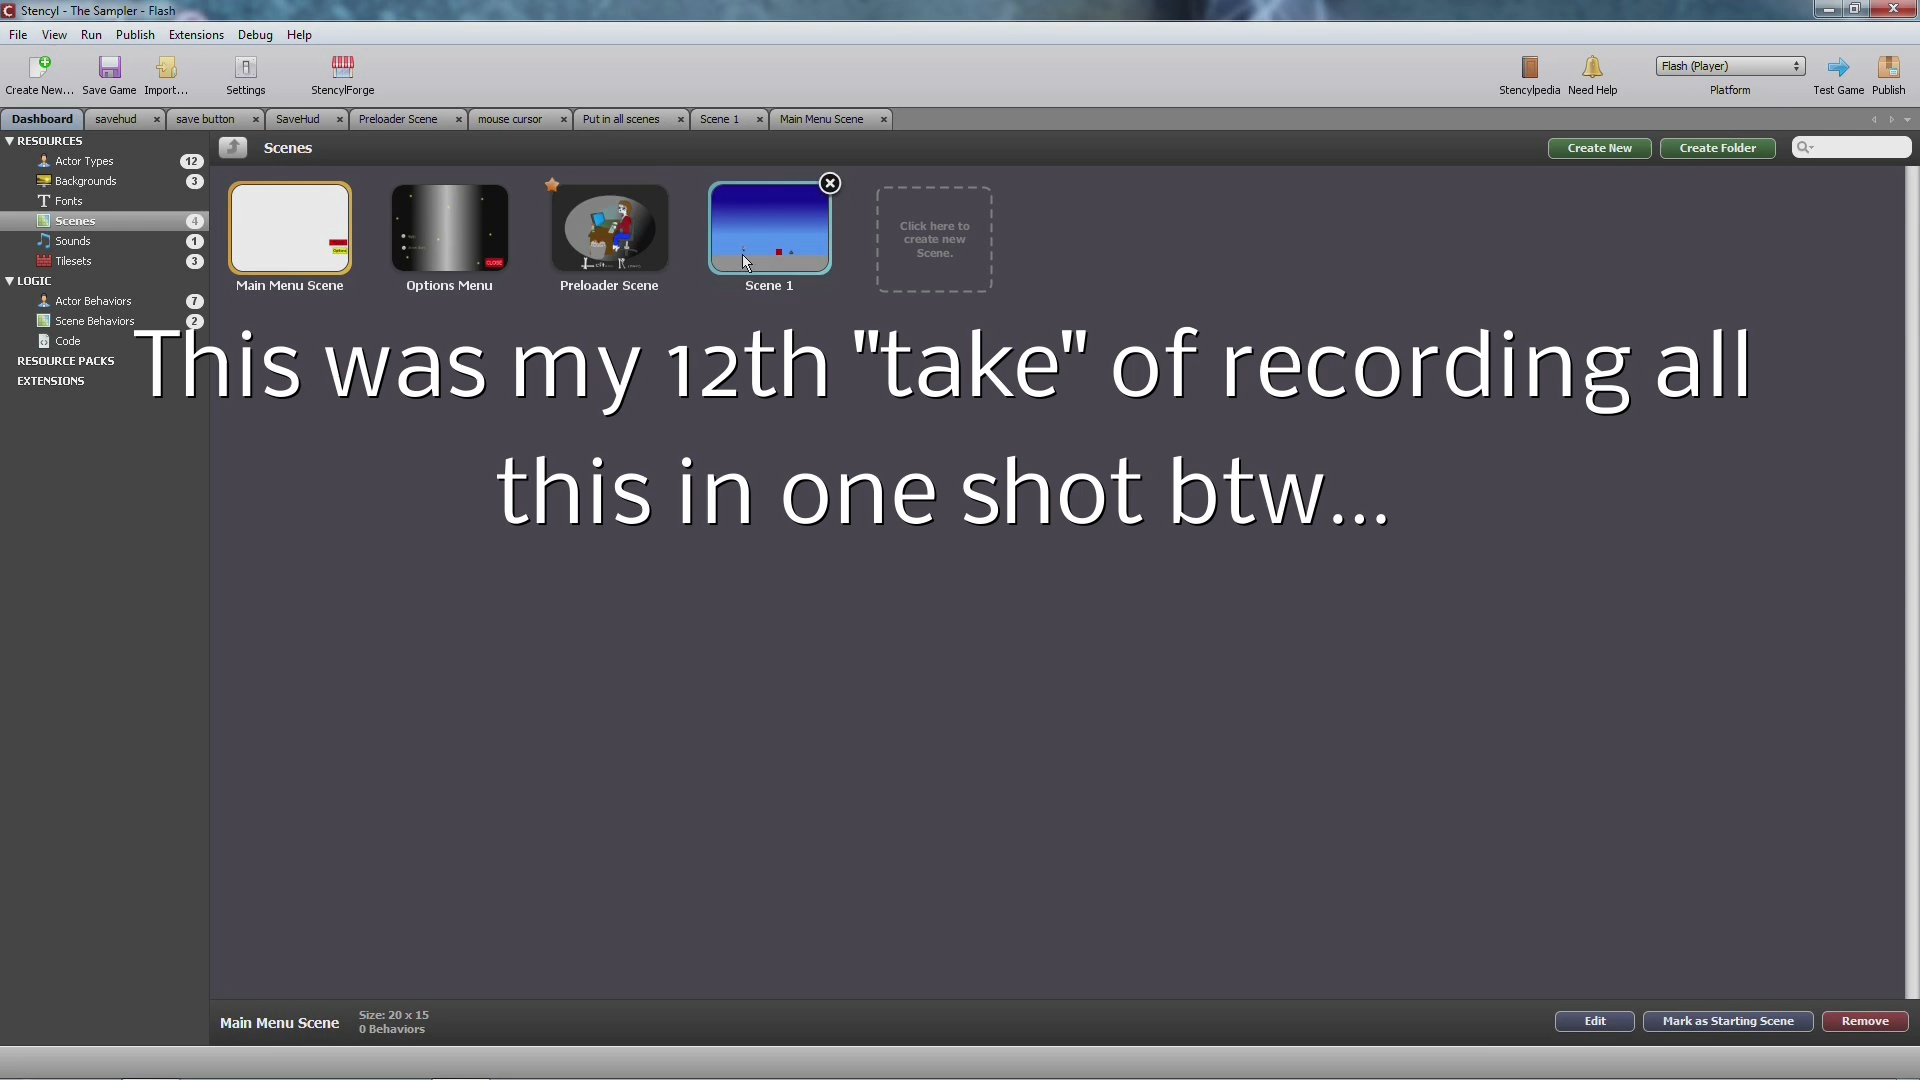 Stencyl - The Sampler - Flash
File View Run Publish Extensions Debug Help
Create New... Save Game Import... Settings StencylForge Stencylpedia Need Help Flash (Player) Platform Test Game Publish
Dashboard savehud save button SaveHud Preloader Scene mouse cursor Put in all scenes Scene 1 Main Menu Scene
RESOURCES
Actor Types 12
Backgrounds 3
Fonts
Scenes 4
Sounds 1
Tilesets 3
LOGIC
Actor Behaviors 7
Scene Behaviors 2
Code
RESOURCE PACKS
EXTENSIONS
Scenes Create New Create Folder
CLOSE
Click here to
create new
Scene.
Main Menu Scene Options Menu Preloader Scene Scene 1
This was my 12th "take" of recording all
this in one shot btw...
Main Menu Scene
Size: 20 x 15
0 Behaviors
Edit Mark as Starting Scene Remove